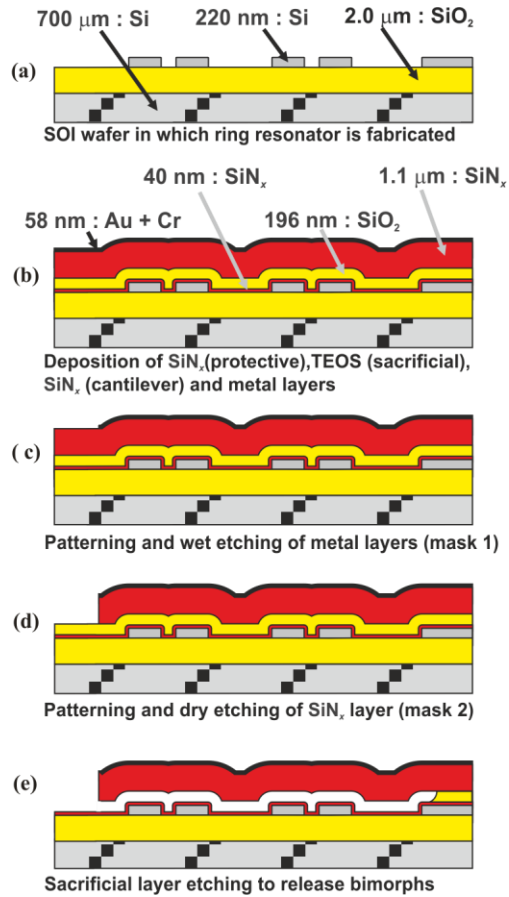 700 μm : Si
220 nm : Si
2.0 μm : SiO₂
(a)
SOI wafer in which ring resonator is fabricated
40 nm : SiNₓ
1.1 μm : SiNₓ
58 nm : Au + Cr
196 nm : SiO₂
(b)
Deposition of SiNₓ(protective),TEOS (sacrificial),
SiNₓ (cantilever) and metal layers
( c)
Patterning and wet etching of metal layers (mask 1)
(d)
Patterning and dry etching of SiNₓ layer (mask 2)
(e)
Sacrificial layer etching to release bimorphs